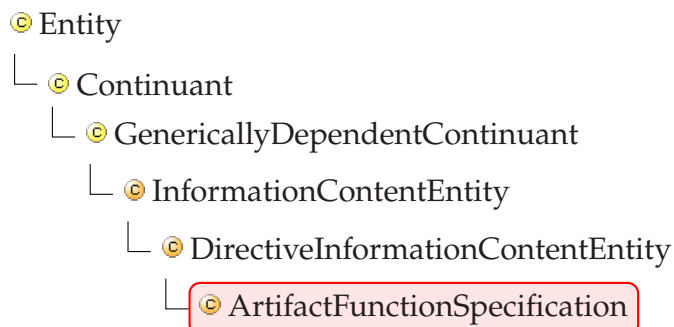 C Entity
C Continuant
C GenericallyDependentContinuant
C InformationContentEntity
C DirectiveInformationContentEntity
C ArtifactFunctionSpecification